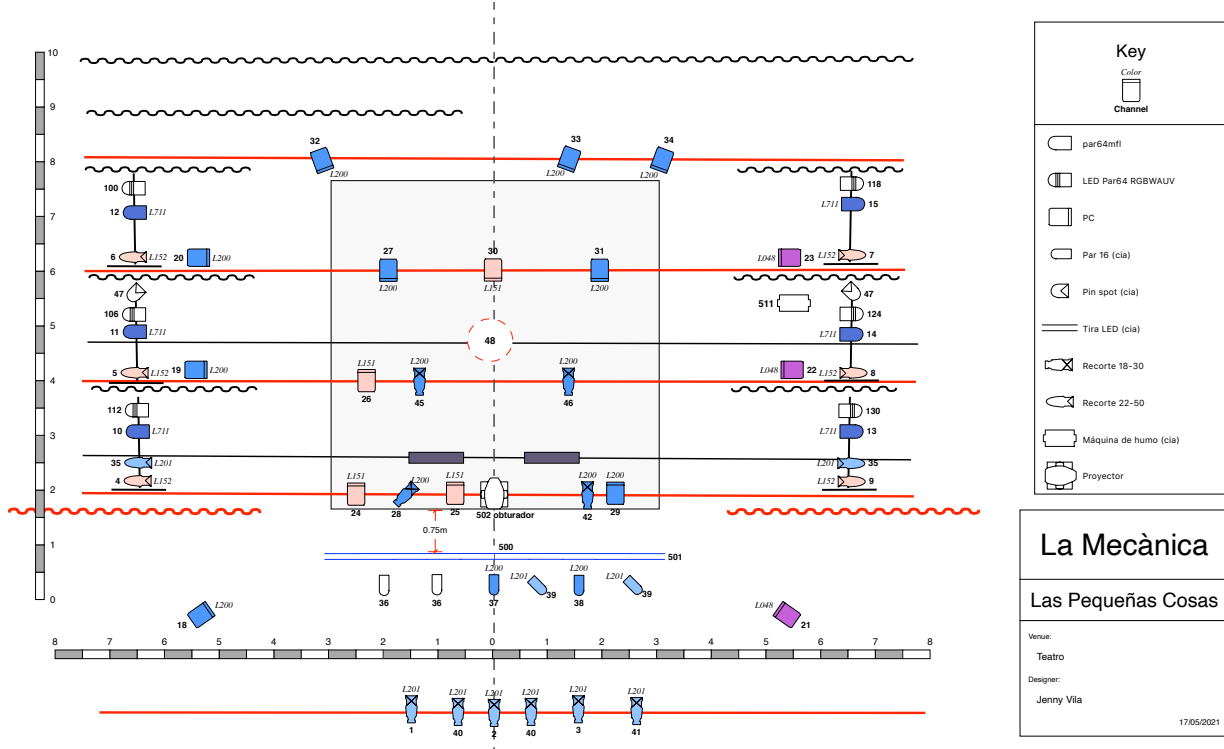 10
9
8
7
6
5
4
3
2
1
0
32
L200
33
L200
34
L200
100
12
L711
6
L152
20
L200
27
L200
30
L151
31
L200
118
L711
15
L048
23
L152
7
47
106
11
L711
5
L152
19
L200
48
511
47
124
L711
14
L048
22
L152
8
L151
26
L200
45
L200
46
112
10
L711
35
L201
4
L152
130
L711
13
L201
35
L152
9
L151
24
L200
28
L151
25
502 obturador
L200
42
L200
29
0.75m
500
501
36
36
L200
37
L201
39
L200
38
L201
39
L200
18
L048
21
8 7 6 5 4 3 2 1 0 1 2 3 4 5 6 7 8
L201
1
L201
40
L201
2
L201
40
L201
3
L201
41
Key
Color
Channel
par64mfl
LED Par64 RGBWAUV
PC
Par 16 (cia)
Pin spot (cia)
Tira LED (cia)
Recorte 18-30
Recorte 22-50
Máquina de humo (cia)
Proyector
La Mecànica
Las Pequeñas Cosas
Venue:
Teatro
Designer:
Jenny Vila
17/05/2021